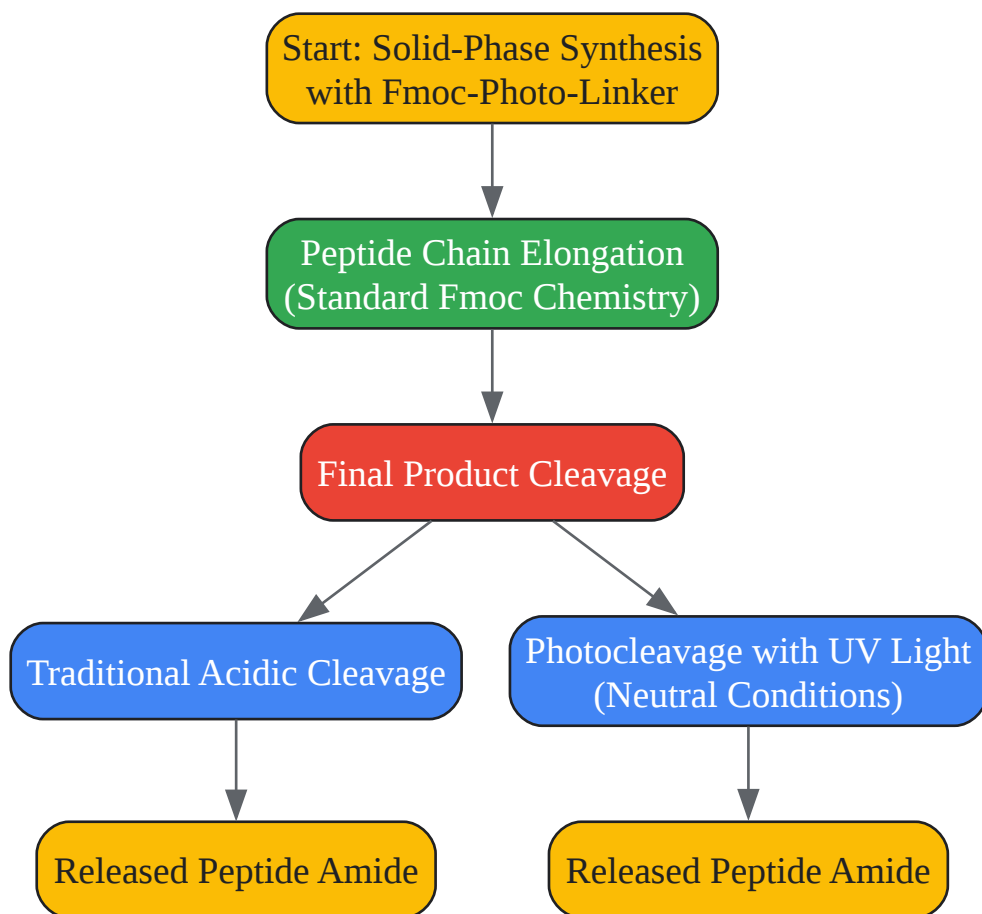 Start: Solid-Phase Synthesis
with Fmoc-Photo-Linker
Peptide Chain Elongation
(Standard Fmoc Chemistry)
Final Product Cleavage
Traditional Acidic Cleavage
Photocleavage with UV Light
(Neutral Conditions)
Released Peptide Amide
Released Peptide Amide